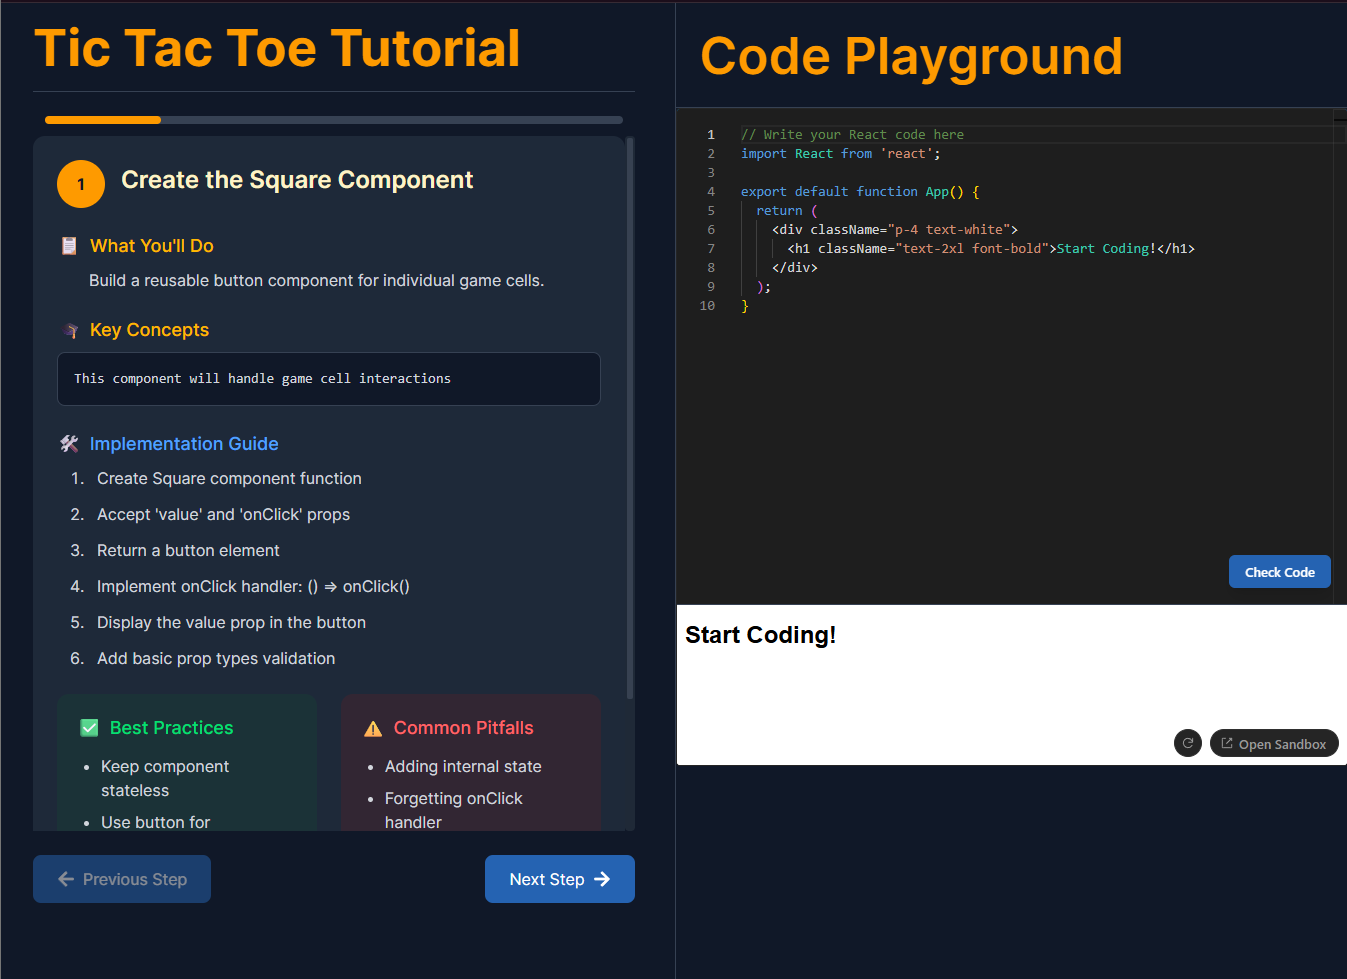 Tic Tac Toe Tutorial
1
Create the Square Component
What You'll Do
Build a reusable button component for individual game cells.
Key Concepts
This component will handle game cell interactions
Implementation Guide
1. Create Square component function
2. Accept 'value' and 'onClick' props
3. Return a button element
4. Implement onClick handler: () => onClick()
5. Display the value prop in the button
6. Add basic prop types validation
Best Practices
• Keep component
stateless
• Use button for
Common Pitfalls
• Adding internal state
• Forgetting onClick
handler
← Previous Step
Next Step →
Code Playground
1 // Write your React code here
2 import React from 'react';
3
4 export default function App() {
5   return (
6     <div className="p-4 text-white">
7       <h1 className="text-2xl font-bold">Start Coding!</h1>
8     </div>
9   );
10 }
Check Code
Start Coding!
Open Sandbox